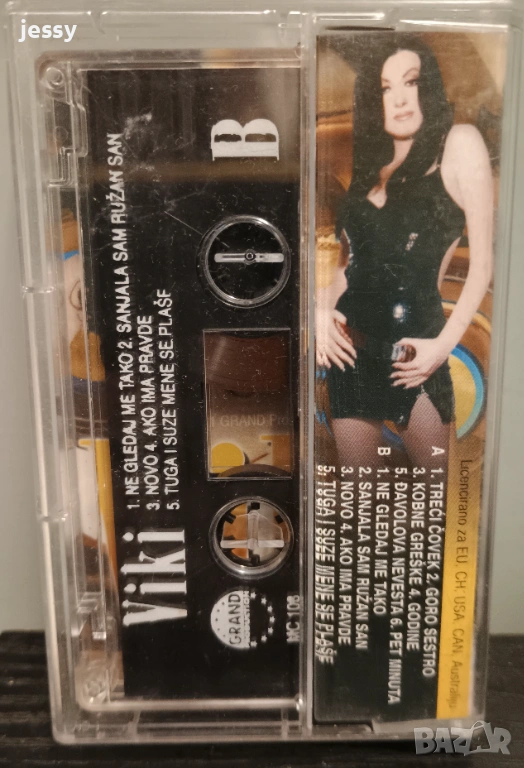 jessy
Viki
B
1. NE GLEDAJ ME TAKO 2. SANJALA SAM RUŽAN SAN
3. NOVO 4. AKO IMA PRAVDE
5. TUGA I SUZE MENE SE PLAŠE
GRAND
MC 108
GRAND
A 1. TREĆI ČOVEK 2. GORO SESTRO
3. KOBNE GREŠKE 4. GODINE
5. ĐAVOLOVA NEVESTA 6. PET MINUTA
B 1. NE GLEDAJ ME TAKO
2. SANJALA SAM RUŽAN SAN
3. NOVO 4. AKO IMA PRAVDE
5. TUGA I SUZE MENE SE PLAŠE
Licencirano za EU, CH, USA, CAN, Australiju
BAZAR